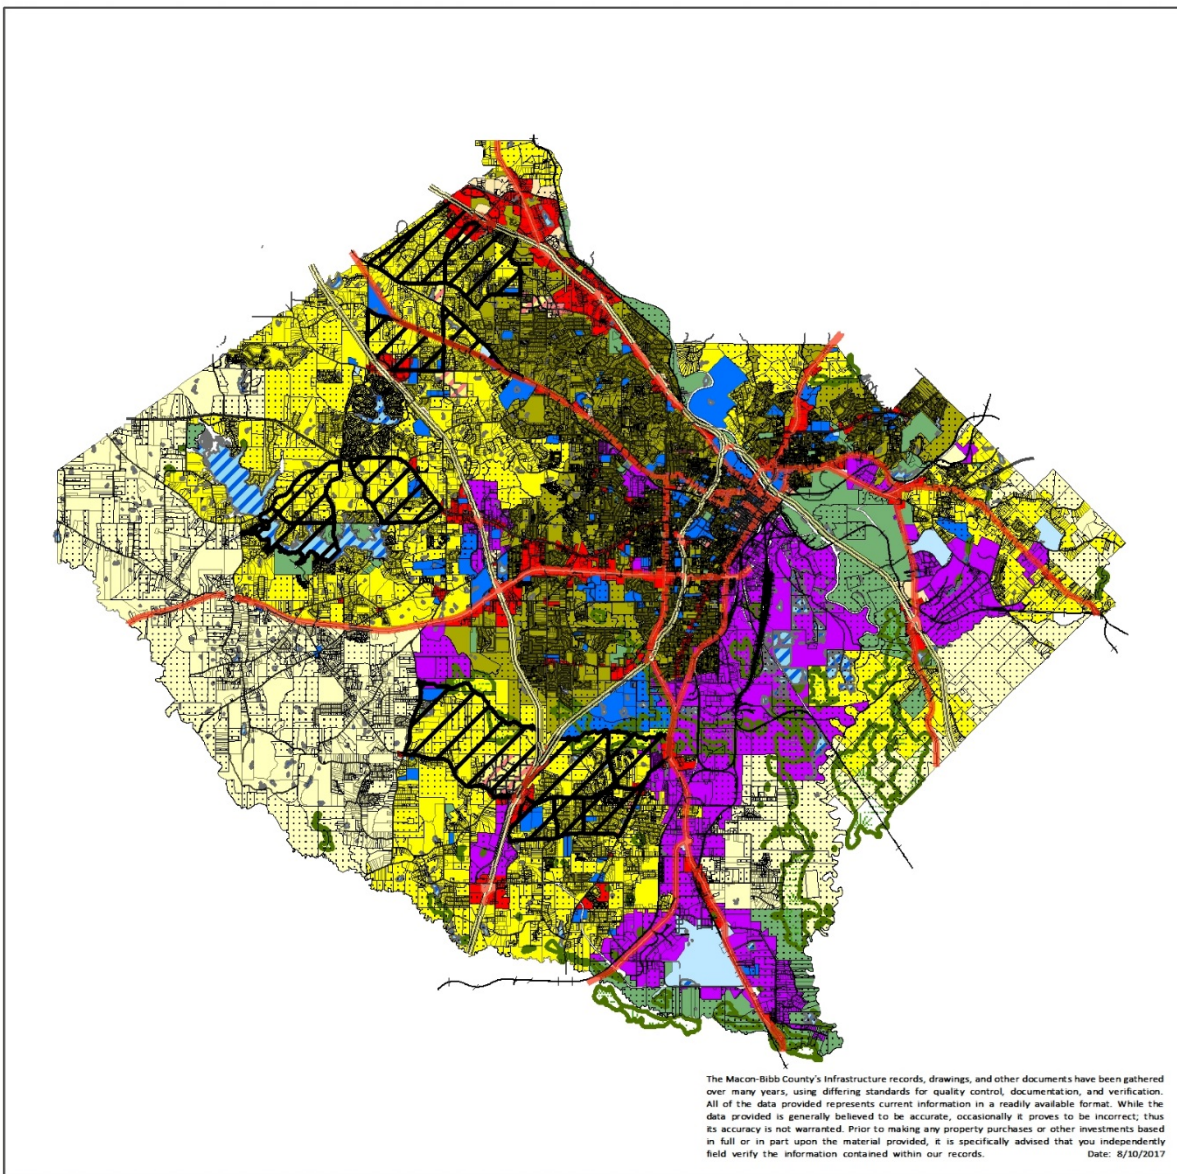 The Macon-Bibb County's Infrastructure records, drawings, and other documents have been gathered
over many years, using differing standards for quality control, documentation, and verification.
All of the data provided represents current information in a readily available format. While the
data provided is generally believed to be accurate, occasionally it proves to be incorrect; thus
its accuracy is not warranted. Prior to making any property purchases or other investments based
in full or in part upon the material provided, it is specifically advised that you independently
field verify the information contained within our records. Date: 8/10/2017